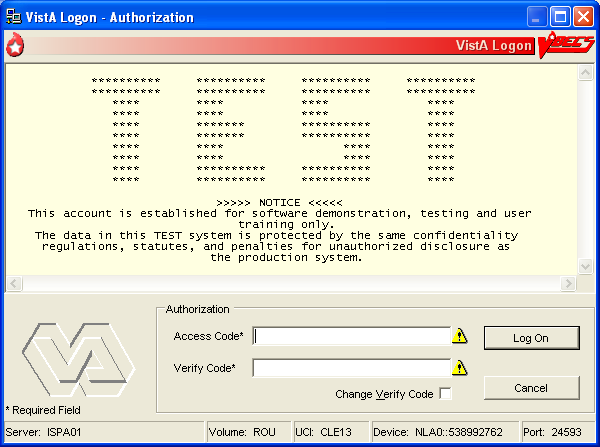 VistA Logon - Authorization
VistA Logon
VBECS
**********     **********     **********     **********
**********     **********     **********     **********
****        ****           ****              ****
****        ****           ****              ****
****        *******        **********        ****
****        *******        **********        ****
****        ****                 ****        ****
****        ****                 ****        ****
****        **********     **********        ****
****        **********     **********        ****
>>>>> NOTICE <<<<<
This account is established for software demonstration, testing and user
training only.
The data in this TEST system is protected by the same confidentiality
regulations, statutes, and penalties for unauthorized disclosure as
the production system.
Authorization
Access Code*
Log On
Verify Code*
Change Verify Code
Cancel
* Required Field
Server: ISPA01 Volume: ROU UCI: CLE13 Device: NLA0::538992762 Port: 24593